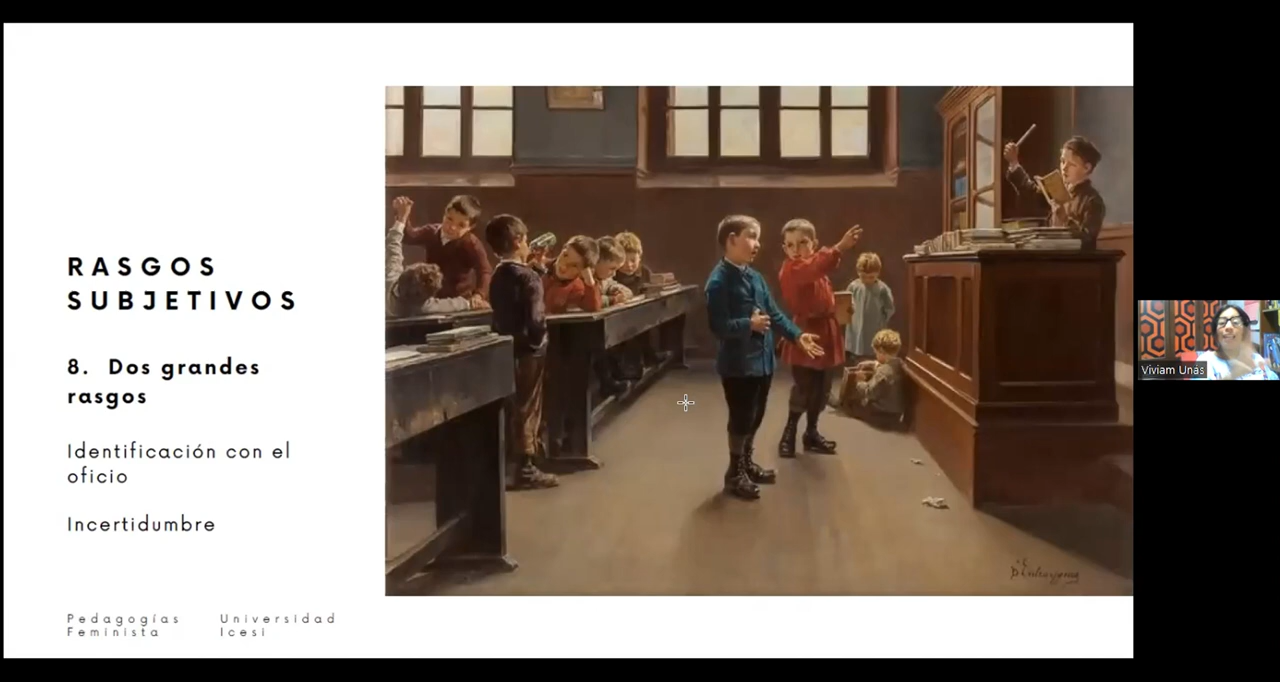 RASGOS
SUBJETIVOS
8. Dos grandes
rasgos
Identificación con el
oficio
Incertidumbre
Pedagogías
Feminista
Universidad
Icesi
Viviam Unás